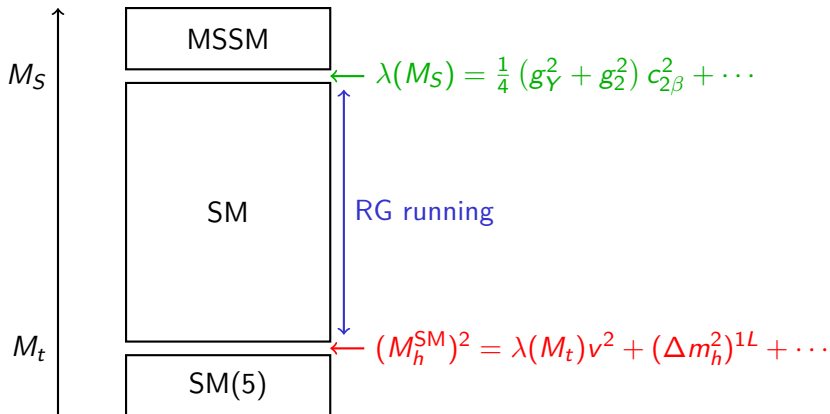 MSSM
M_S
λ(M_S) = 1/4 (g_Y^2 + g_2^2) c_{2β}^2 + ⋯
SM
RG running
M_t
(M_h^{SM})^2 = λ(M_t)v^2 + (Δm_h^2)^{1L} + ⋯
SM(5)